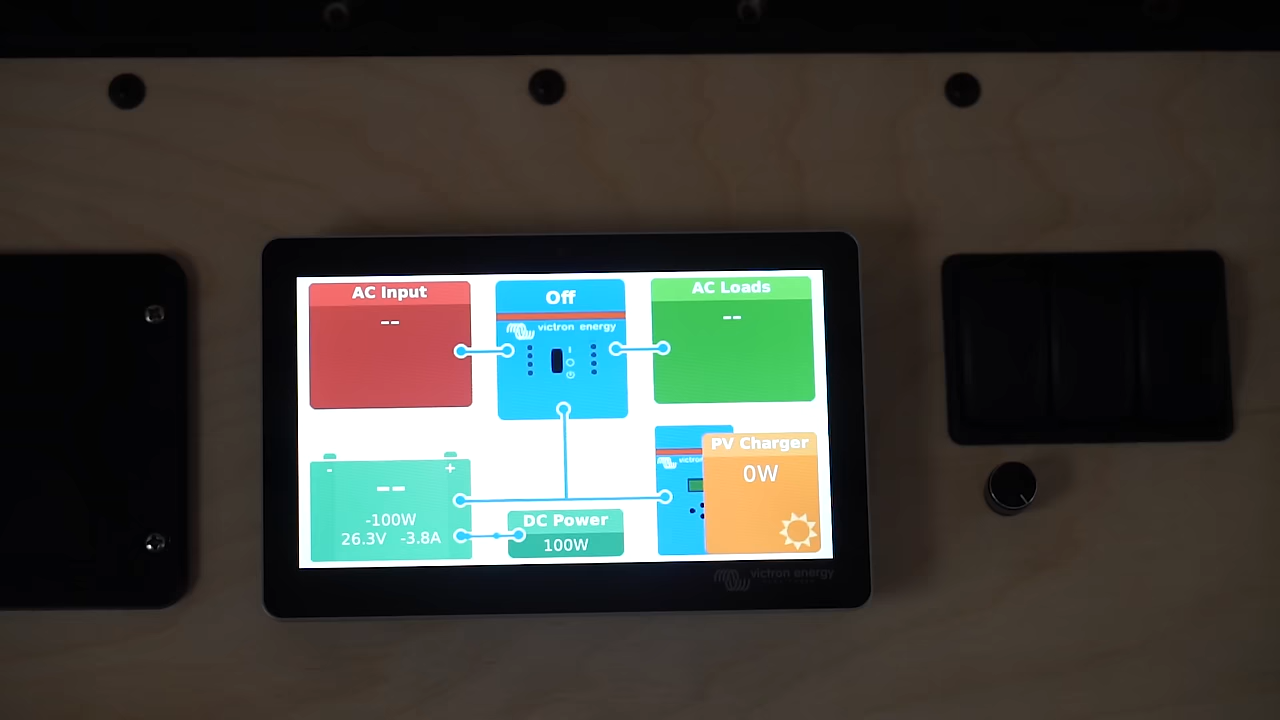 AC Input
--
Off
victron energy
AC Loads
--
- +
--
-100W
26.3V -3.8A
DC Power
100W
victron
PV Charger
0W
victron energy